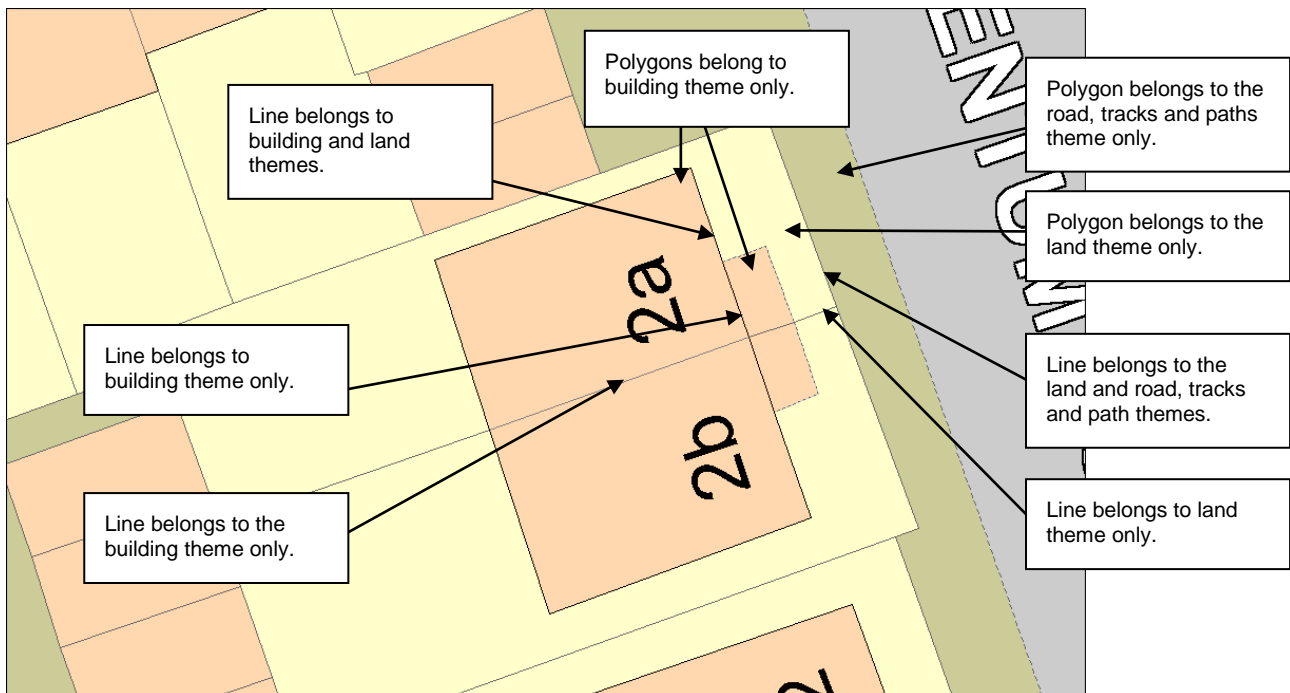 Polygons belong to
building theme only.
Line belongs to
building and land
themes.
Polygon belongs to the
road, tracks and paths
theme only.
Polygon belongs to the
land theme only.
2a
Line belongs to
building theme only.
Line belongs to the
land and road, tracks
and path themes.
2b
Line belongs to the
building theme only.
Line belongs to land
theme only.
2